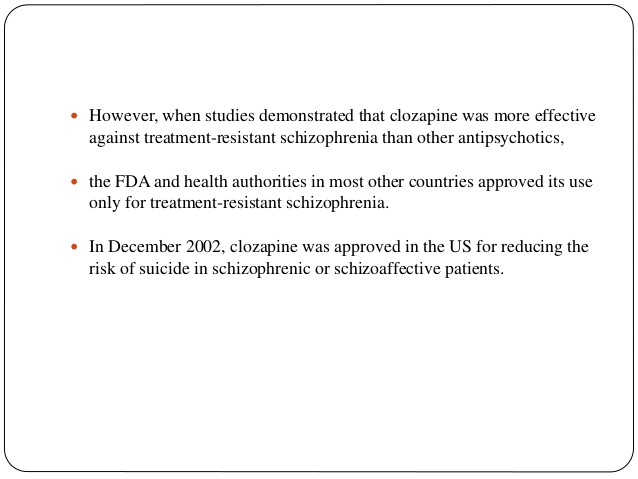 • However, when studies demonstrated that clozapine was more effective
against treatment-resistant schizophrenia than other antipsychotics,
• the FDA and health authorities in most other countries approved its use
only for treatment-resistant schizophrenia.
• In December 2002, clozapine was approved in the US for reducing the
risk of suicide in schizophrenic or schizoaffective patients.